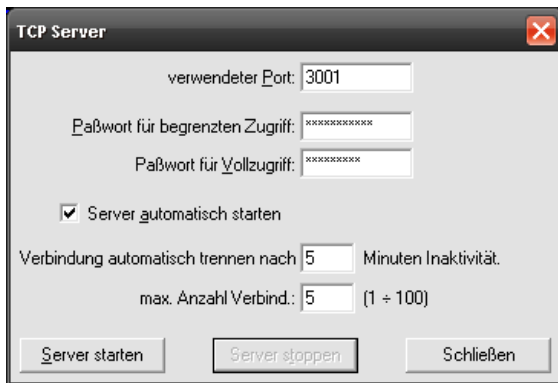 TCP Server
verwendeter Port: 3001
Paßwort für begrenzten Zugriff: ***********
Paßwort für Vollzugriff: *********
Server automatisch starten
Verbindung automatisch trennen nach 5 Minuten Inaktivität.
max. Anzahl Verbind.: 5 (1 ÷ 100)
Server starten Server stoppen Schließen